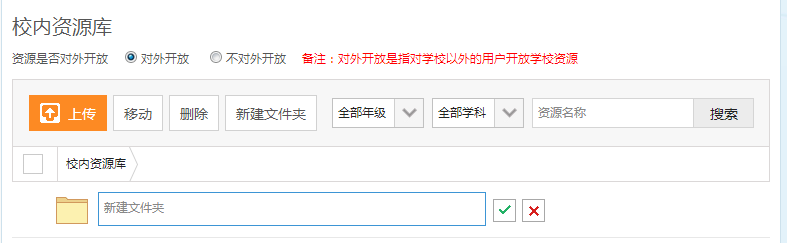 校内资源库
资源是否对外开放 对外开放 不对外开放 备注：对外开放是指对学校以外的用户开放学校资源
上传 移动 删除 新建文件夹 全部年级 全部学科 资源名称 搜索
校内资源库
新建文件夹